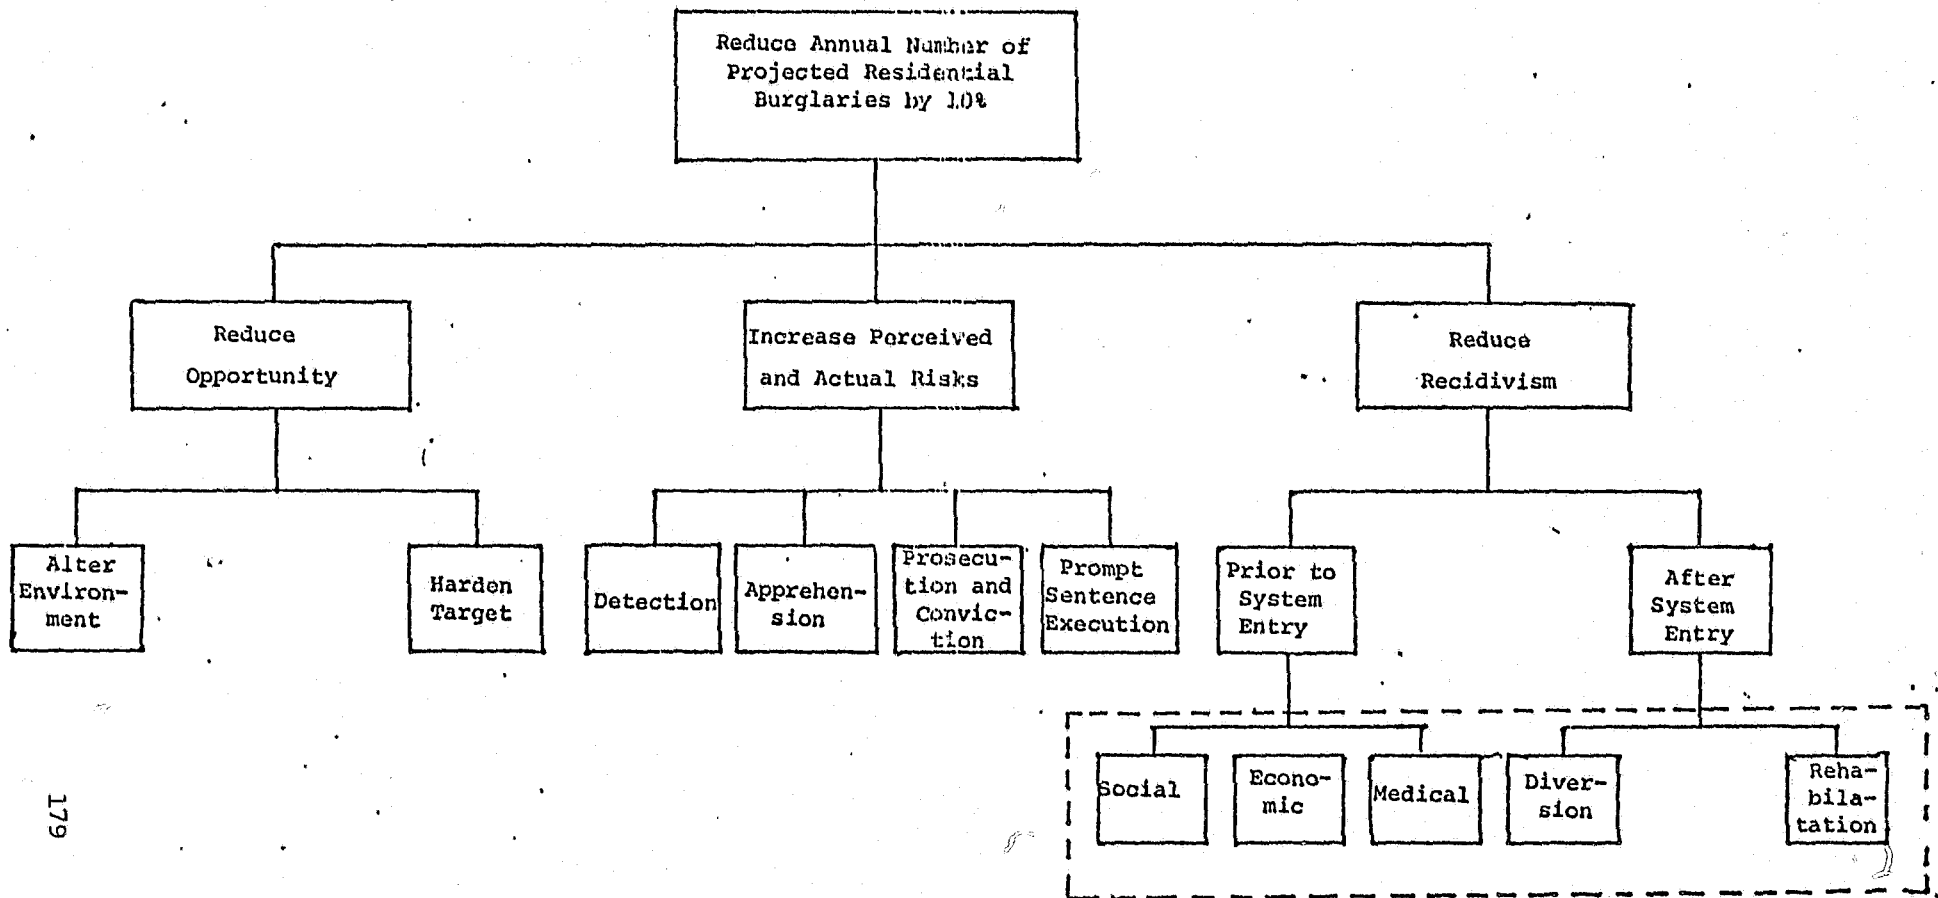 Reduce Annual Number of
Projected Residential
Burglaries by 10%
Reduce
Opportunity
Increase Perceived
and Actual Risks
Reduce
Recidivism
Alter
Environ-
ment
Harden
Target
Detection
Apprehen-
sion
Prosecu-
tion and
Convic-
tion
Prompt
Sentence
Execution
Prior to
System
Entry
After
System
Entry
Social
Econo-
mic
Medical
Diver-
sion
Reha-
bila-
tation
179